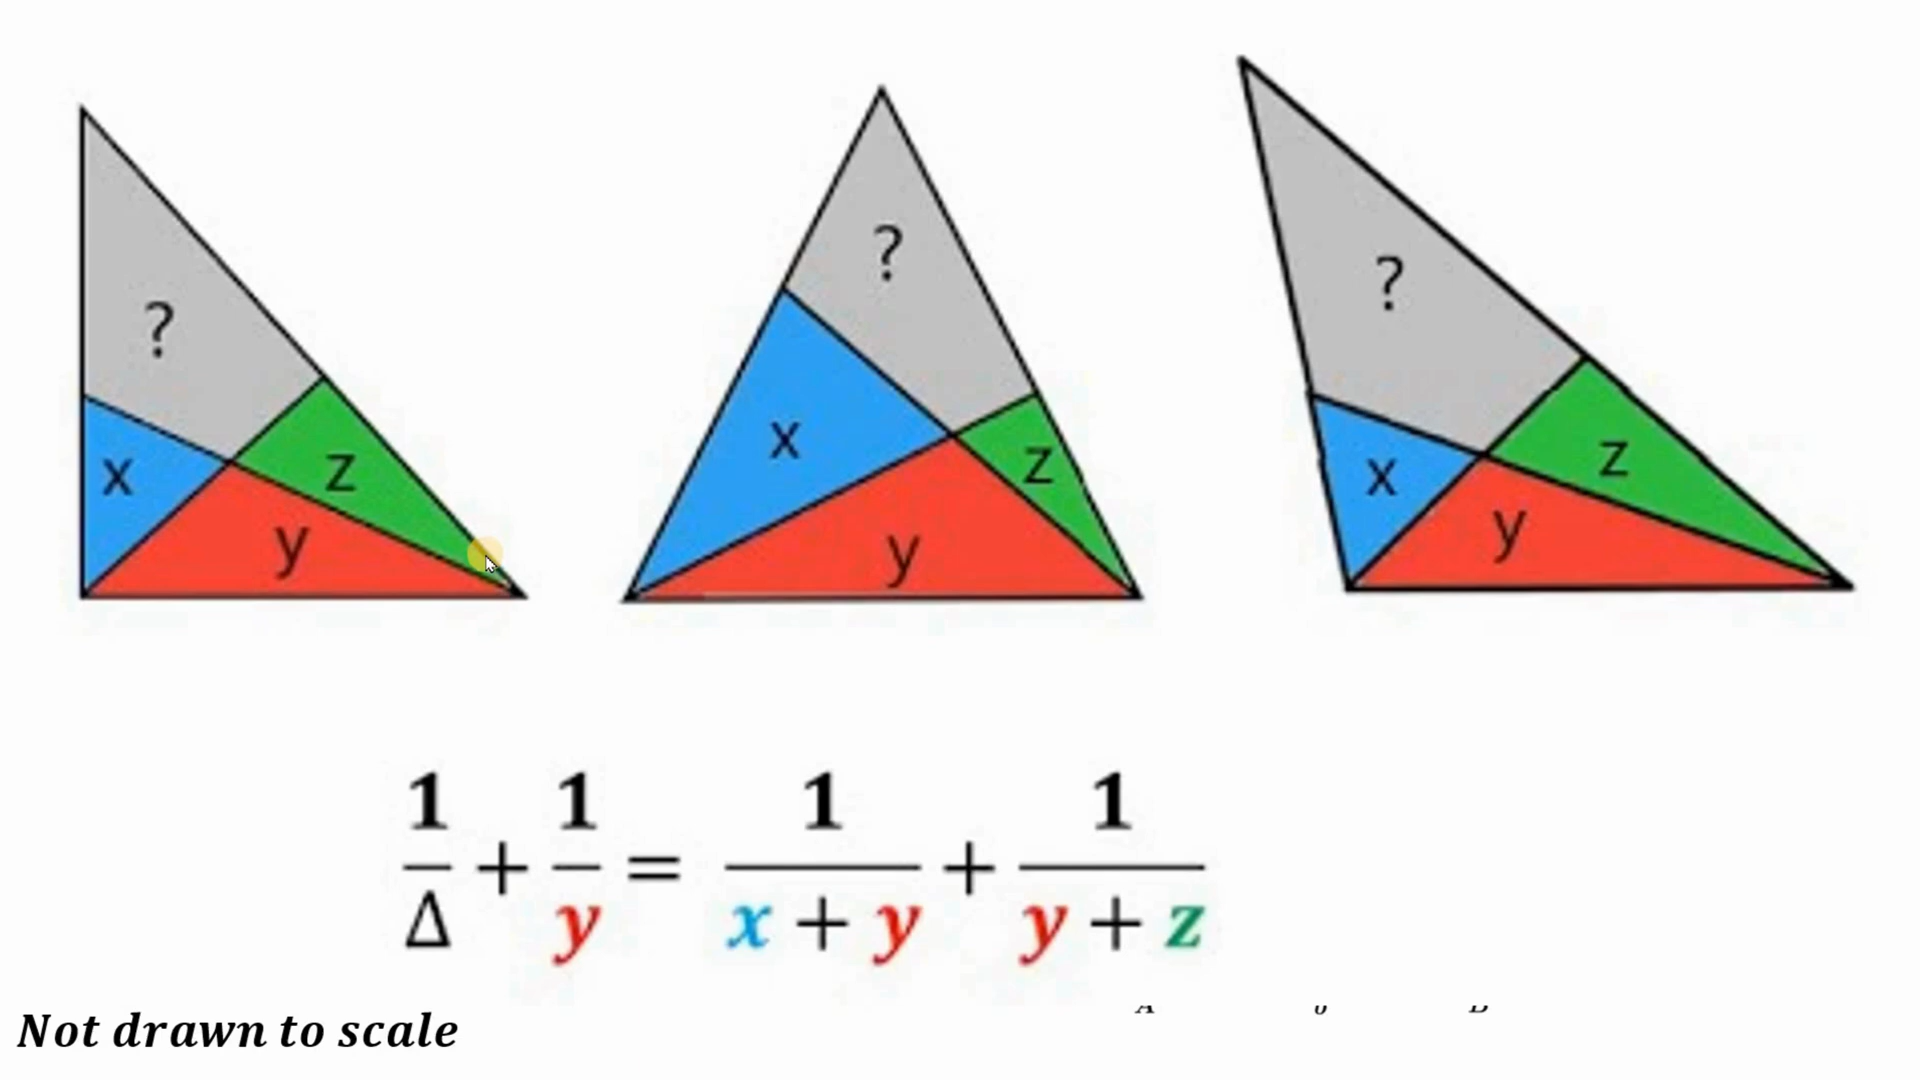 ?
?
?
x
z
x
z
x
z
y
y
y
1/Δ + 1/y = 1/(x + y) + 1/(y + z)
Not drawn to scale